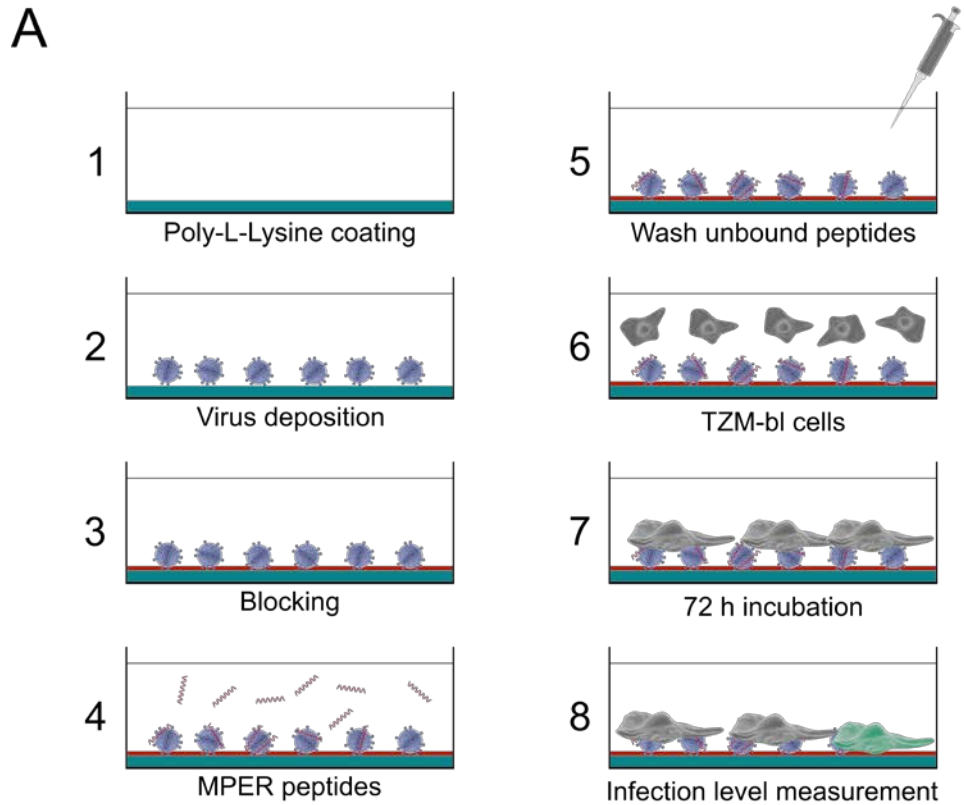 A
1
Poly-L-Lysine coating
2
Virus deposition
3
Blocking
4
MPER peptides
5
Wash unbound peptides
6
TZM-bl cells
7
72 h incubation
8
Infection level measurement